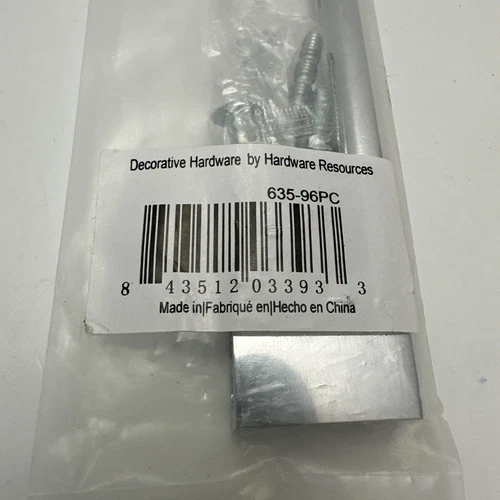 Decorative Hardware by Hardware Resources
635-96PC
8 43512 03393 3
Made in|Fabriqué en|Hecho en China